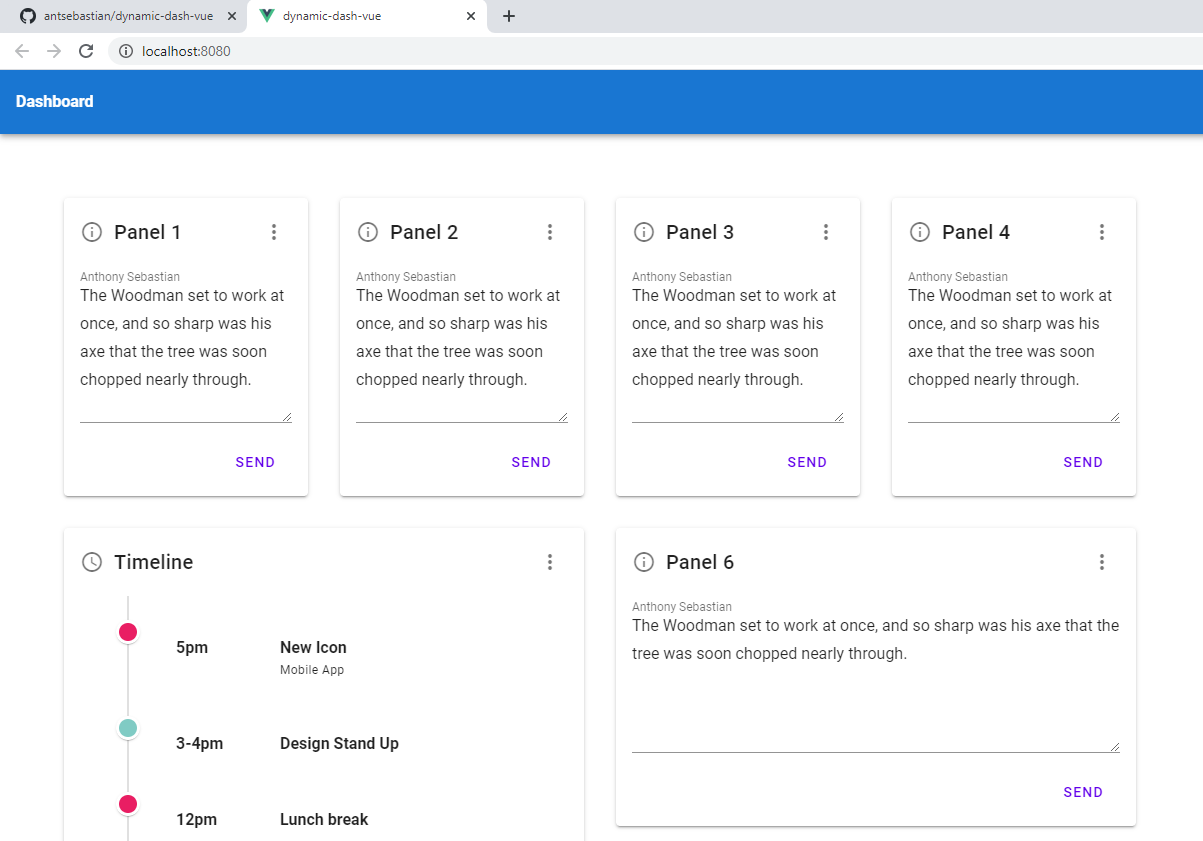 antsebastian/dynamic-dash-vue
dynamic-dash-vue
localhost:8080
Dashboard
Panel 1
Anthony Sebastian
The Woodman set to work at
once, and so sharp was his
axe that the tree was soon
chopped nearly through.
SEND
Panel 2
Anthony Sebastian
The Woodman set to work at
once, and so sharp was his
axe that the tree was soon
chopped nearly through.
SEND
Panel 3
Anthony Sebastian
The Woodman set to work at
once, and so sharp was his
axe that the tree was soon
chopped nearly through.
SEND
Panel 4
Anthony Sebastian
The Woodman set to work at
once, and so sharp was his
axe that the tree was soon
chopped nearly through.
SEND
Timeline
5pm New Icon
Mobile App
3-4pm Design Stand Up
12pm Lunch break
Panel 6
Anthony Sebastian
The Woodman set to work at once, and so sharp was his axe that the
tree was soon chopped nearly through.
SEND